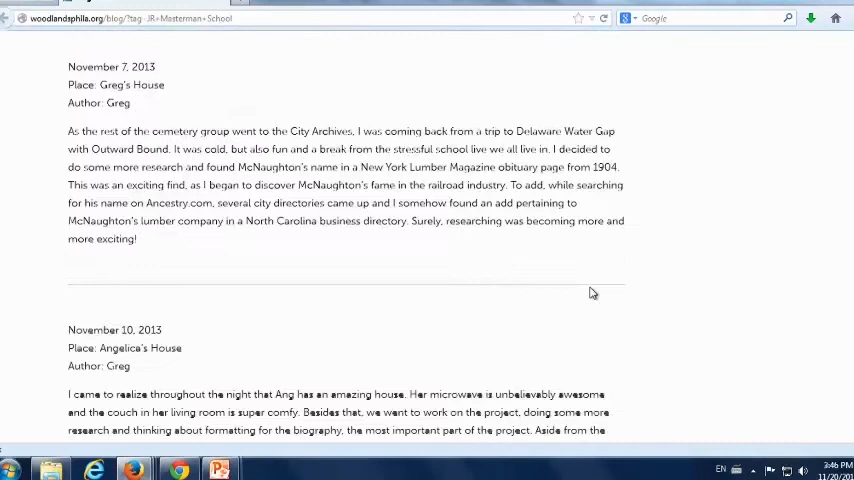 woodlandsphila.org/blog/?tag=JR+Masterman+School
Google
November 7, 2013
Place: Greg's House
Author: Greg
As the rest of the cemetery group went to the City Archives, I was coming back from a trip to Delaware Water Gap
with Outward Bound. It was cold, but also fun and a break from the stressful school live we all live in. I decided to
do some more research and found McNaughton's name in a New York Lumber Magazine obituary page from 1904.
This was an exciting find, as I began to discover McNaughton's fame in the railroad industry. To add, while searching
for his name on Ancestry.com, several city directories came up and I somehow found an add pertaining to
McNaughton's lumber company in a North Carolina business directory. Surely, researching was becoming more and
more exciting!
November 10, 2013
Place: Angelica's House
Author: Greg
I came to realize throughout the night that Ang has an amazing house. Her microwave is unbelievably awesome
and the couch in her living room is super comfy. Besides that, we went to work on the project, doing some more
research and thinking about formatting for the biography, the most important part of the project. Aside from the
EN
3:46 PM